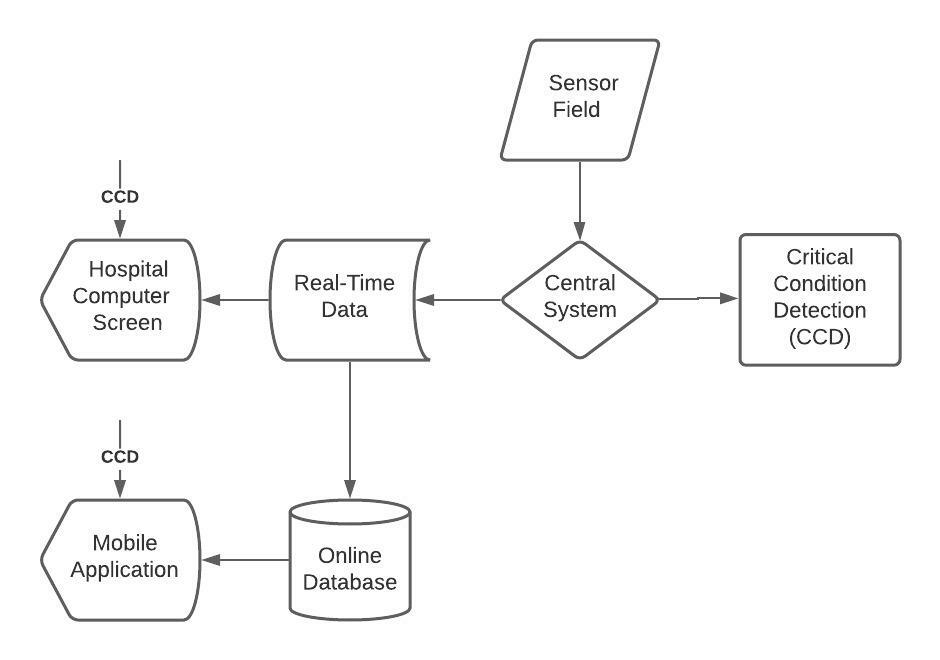 Sensor
Field
CCD
Hospital
Computer
Screen
Real-Time
Data
Central
System
Critical
Condition
Detection
(CCD)
CCD
Mobile
Application
Online
Database